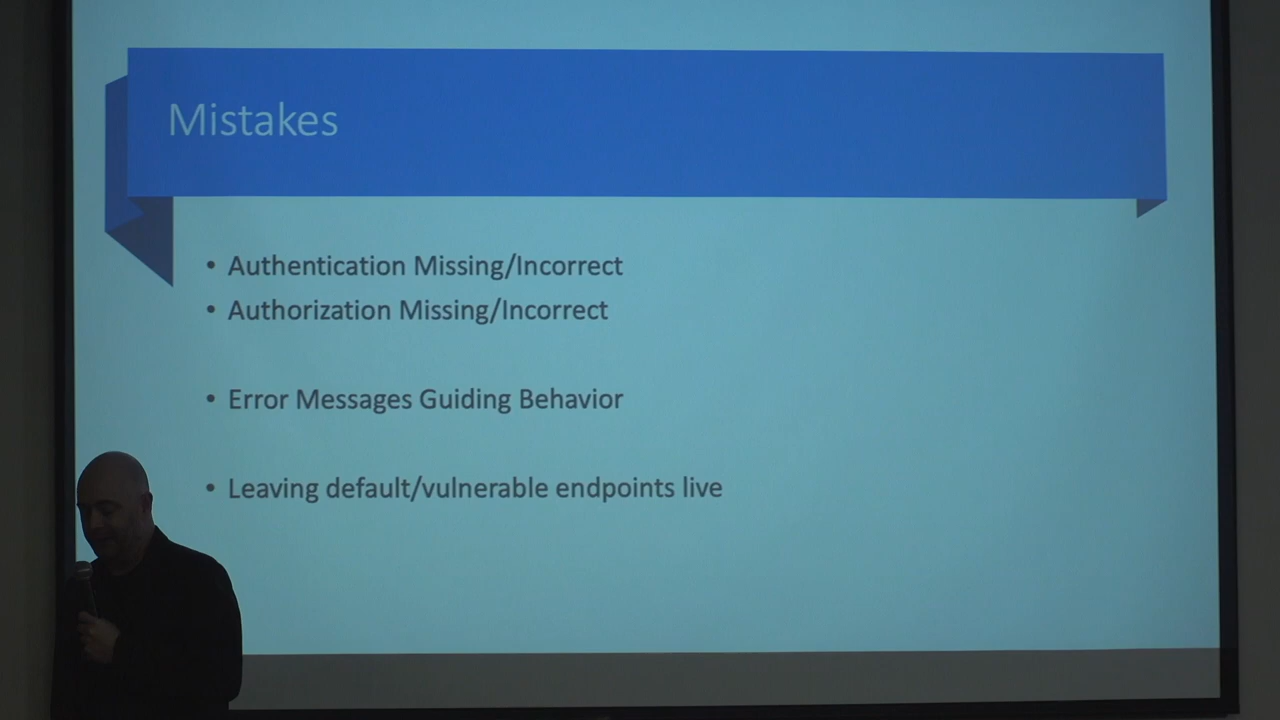 Mistakes
• Authentication Missing/Incorrect
• Authorization Missing/Incorrect
• Error Messages Guiding Behavior
• Leaving default/vulnerable endpoints live